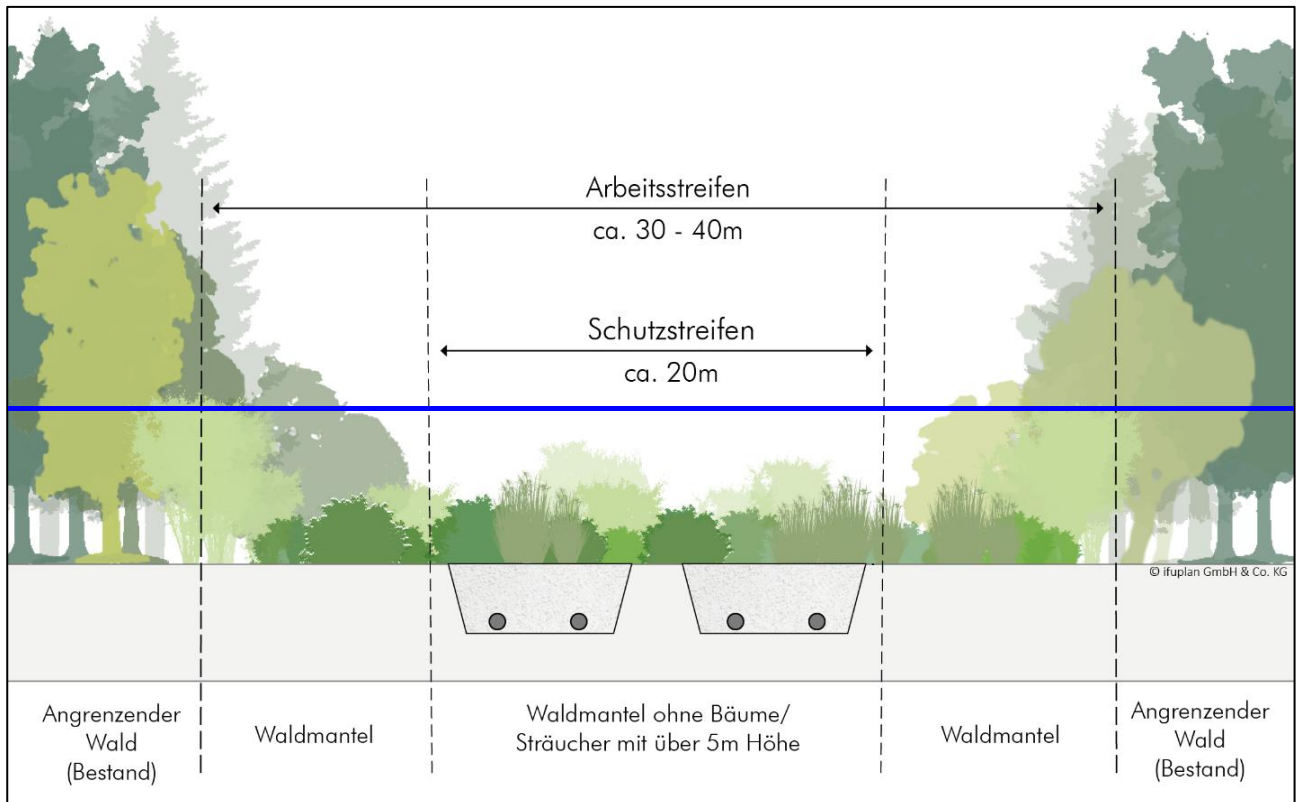 Arbeitsstreifen
ca. 30 - 40m
Schutzstreifen
ca. 20m
© ifuplan GmbH & Co. KG
Angrenzender
Wald
(Bestand)
Waldmantel
Waldmantel ohne Bäume/
Sträucher mit über 5m Höhe
Waldmantel
Angrenzender
Wald
(Bestand)